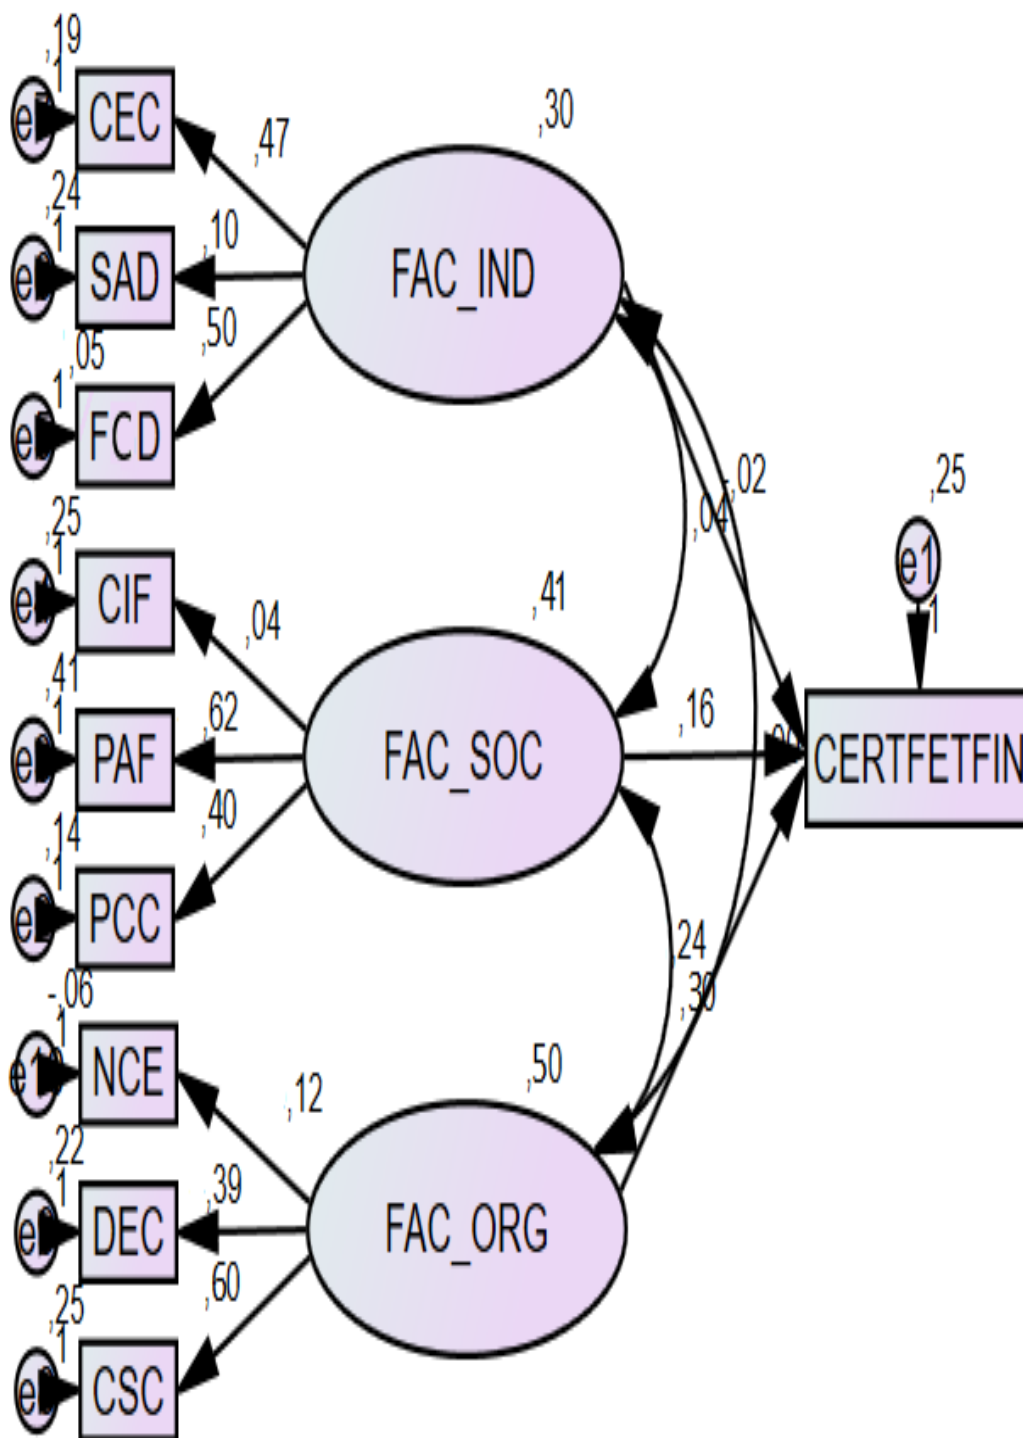 ,19
1
e
CEC
,47
,30
,24
1
e
SAD
,10
FAC_IND
,50
,05
1
e
FCD
,02
,04
,25
e1
1
,25
1
e
CIF
,04
,41
,41
1
e
PAF
,62
FAC_SOC
,16
CERTFETFIN
,40
,14
1
e
PCC
,24
,30
-,06
1
e1
NCE
,12
,50
,22
1
e
DEC
,39
FAC_ORG
,60
,25
1
e
CSC